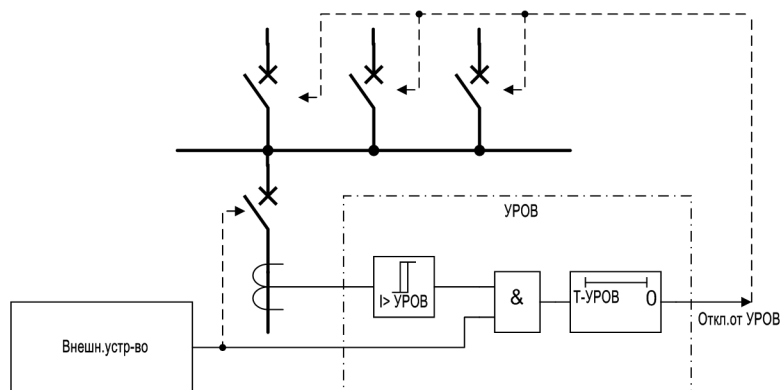 УРОВ
I> УРОВ
&
T-УРОВ 0
Внешн.устр-во
Откл.от УРОВ